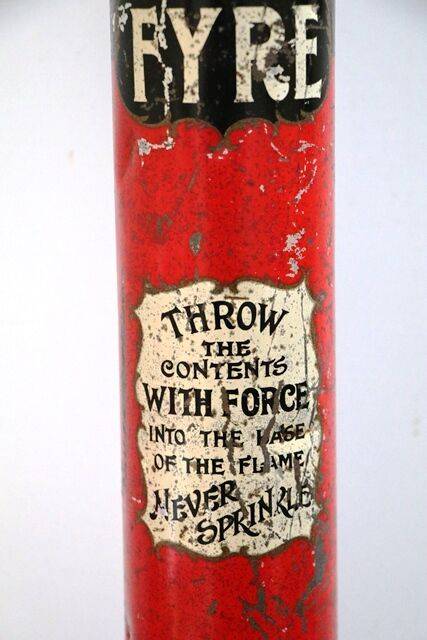 FYRE
THROW
THE
CONTENTS
WITH FORCE
INTO THE BASE
OF THE FLAME
NEVER
SPRINKLE